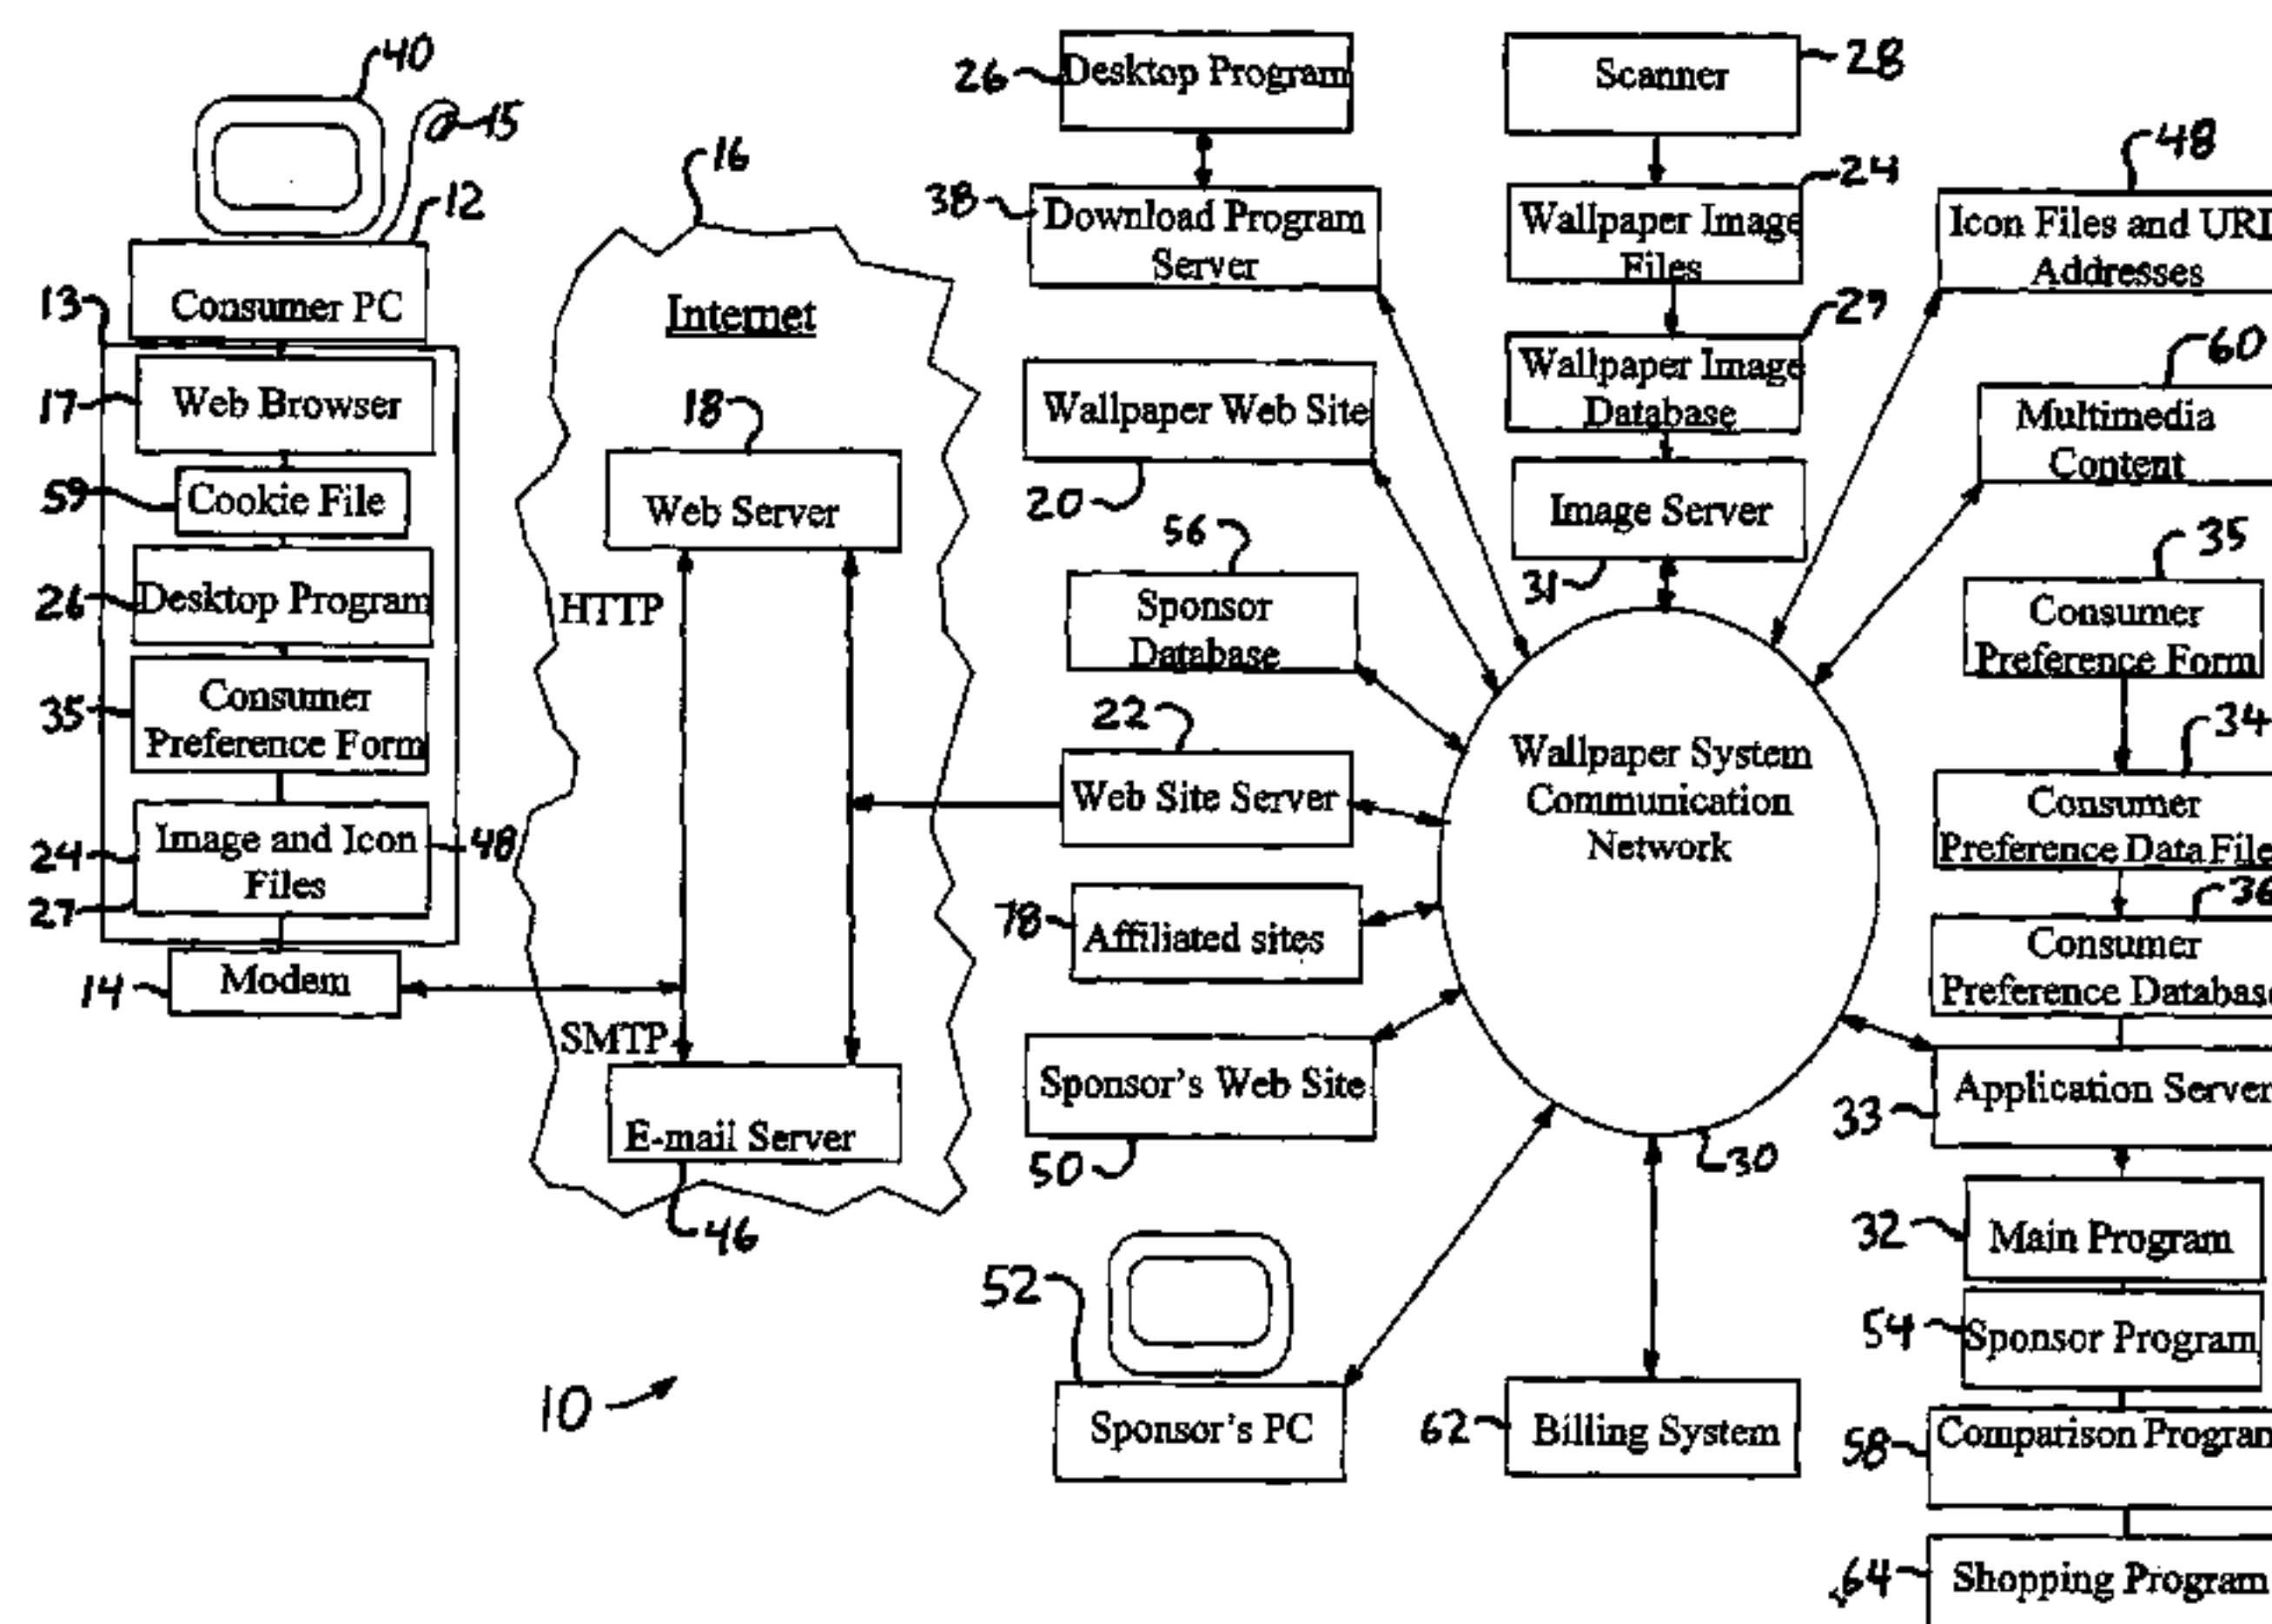 40
15
12
Consumer PC
13
17
Web Browser
59
Cookie File
26
Desktop Program
35
Consumer
Preference Form
24
Image and Icon
Files
48
27
14
Modem
16
Internet
18
Web Server
HTTP
SMTP
E-mail Server
46
10
26
Desktop Program
38
Download Program
Server
Wallpaper Web Site
20
56
Sponsor
Database
22
Web Site Server
78
Affiliated sites
Sponsor's Web Site
50
52
Sponsor's PC
Scanner
28
24
Wallpaper Image
Files
29
Wallpaper Image
Database
Image Server
31
Wallpaper System
Communication
Network
30
62
Billing System
48
Icon Files and
Addresses
60
Multimedia
Content
35
Consumer
Preference Form
34
Consumer
Preference Data File
36
Consumer
Preference Database
Application Server
33
32
Main Program
54
Sponsor Program
58
Comparison Program
64
Shopping Program